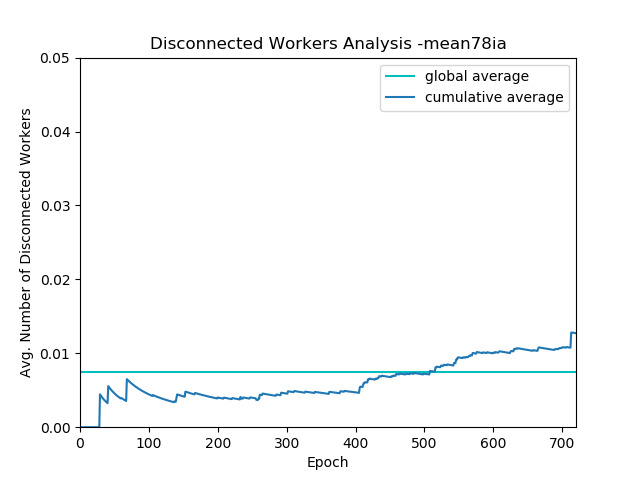 Disconnected Workers Analysis -mean78ia
global average
cumulative average
Avg. Number of Disconnected Workers
0.05
0.04
0.03
0.02
0.01
0.00
0 100 200 300 400 500 600 700
Epoch